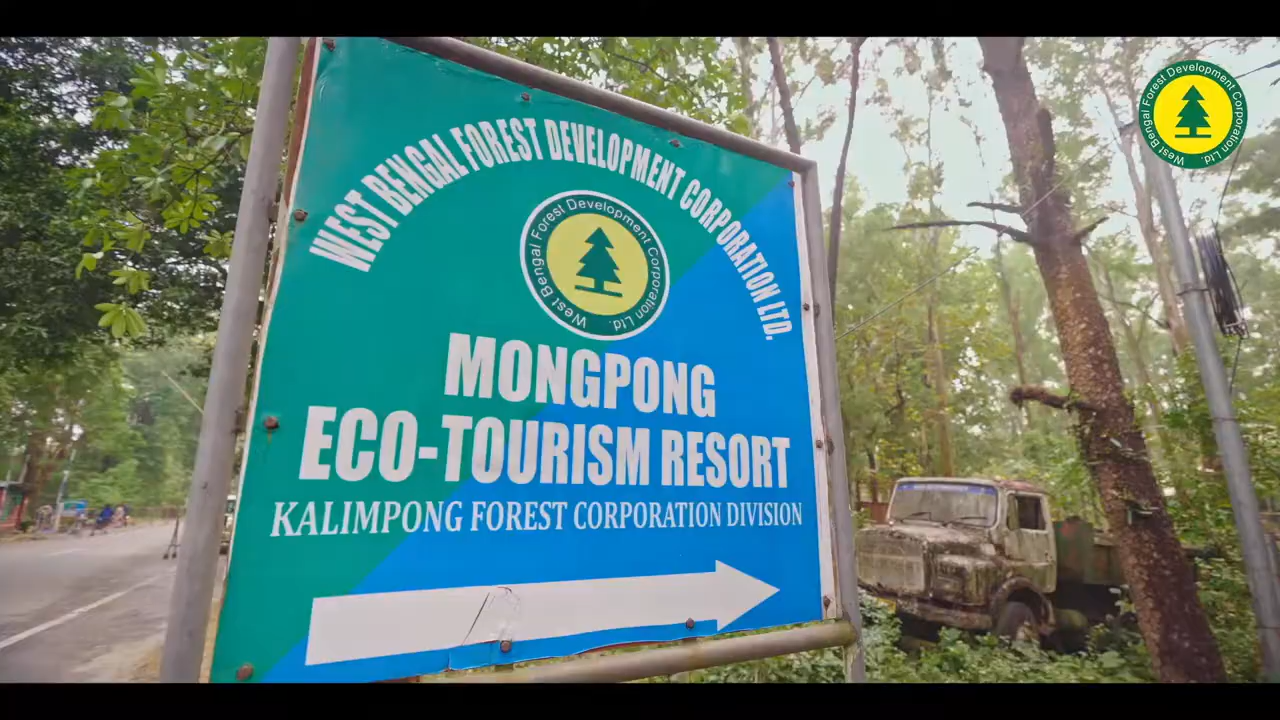 WEST BENGAL FOREST DEVELOPMENT CORPORATION LTD.
West Bengal Forest Development Corporation Ltd.
MONGPONG
ECO-TOURISM RESORT
KALIMPONG FOREST CORPORATION DIVISION
West Bengal Forest Development Corporation Ltd.